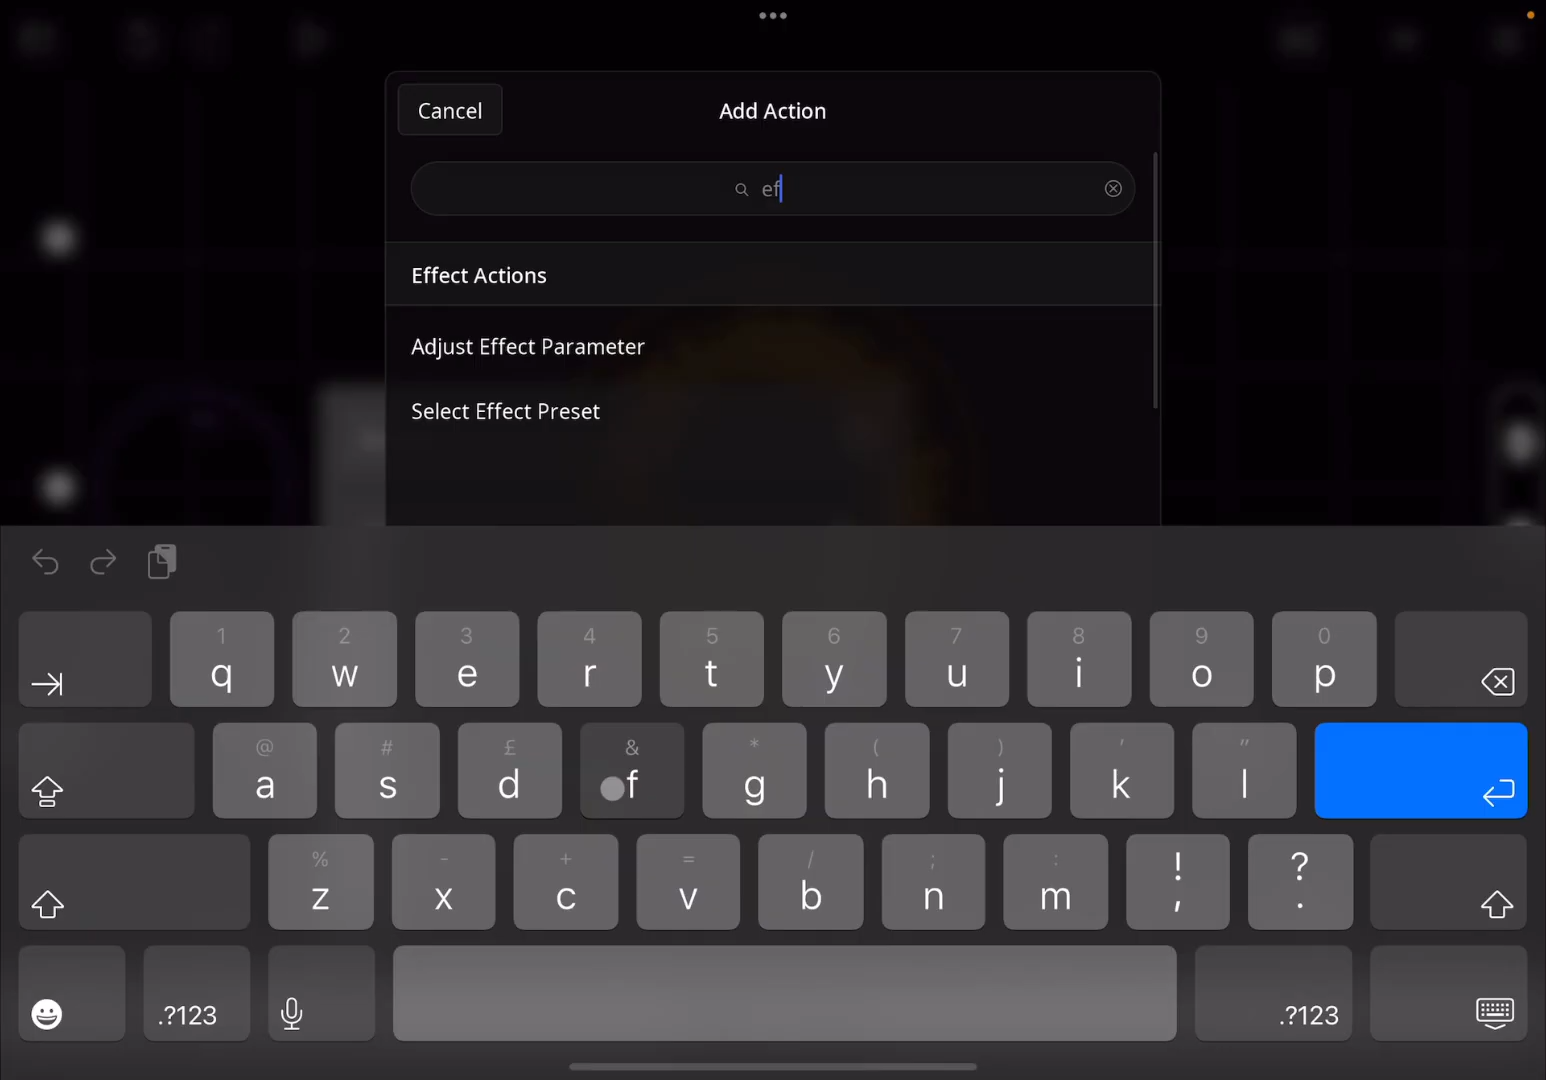 Cancel
Add Action
ef
Effect Actions
Adjust Effect Parameter
Select Effect Preset
1 2 3 4 5 6 7 8 9 0
q w e r t y u i o p
@ # £ & * ( ) ' "
a s d f g h j k l
% - + = / ; : ! ?
z x c v b n m , .
.?123 .?123